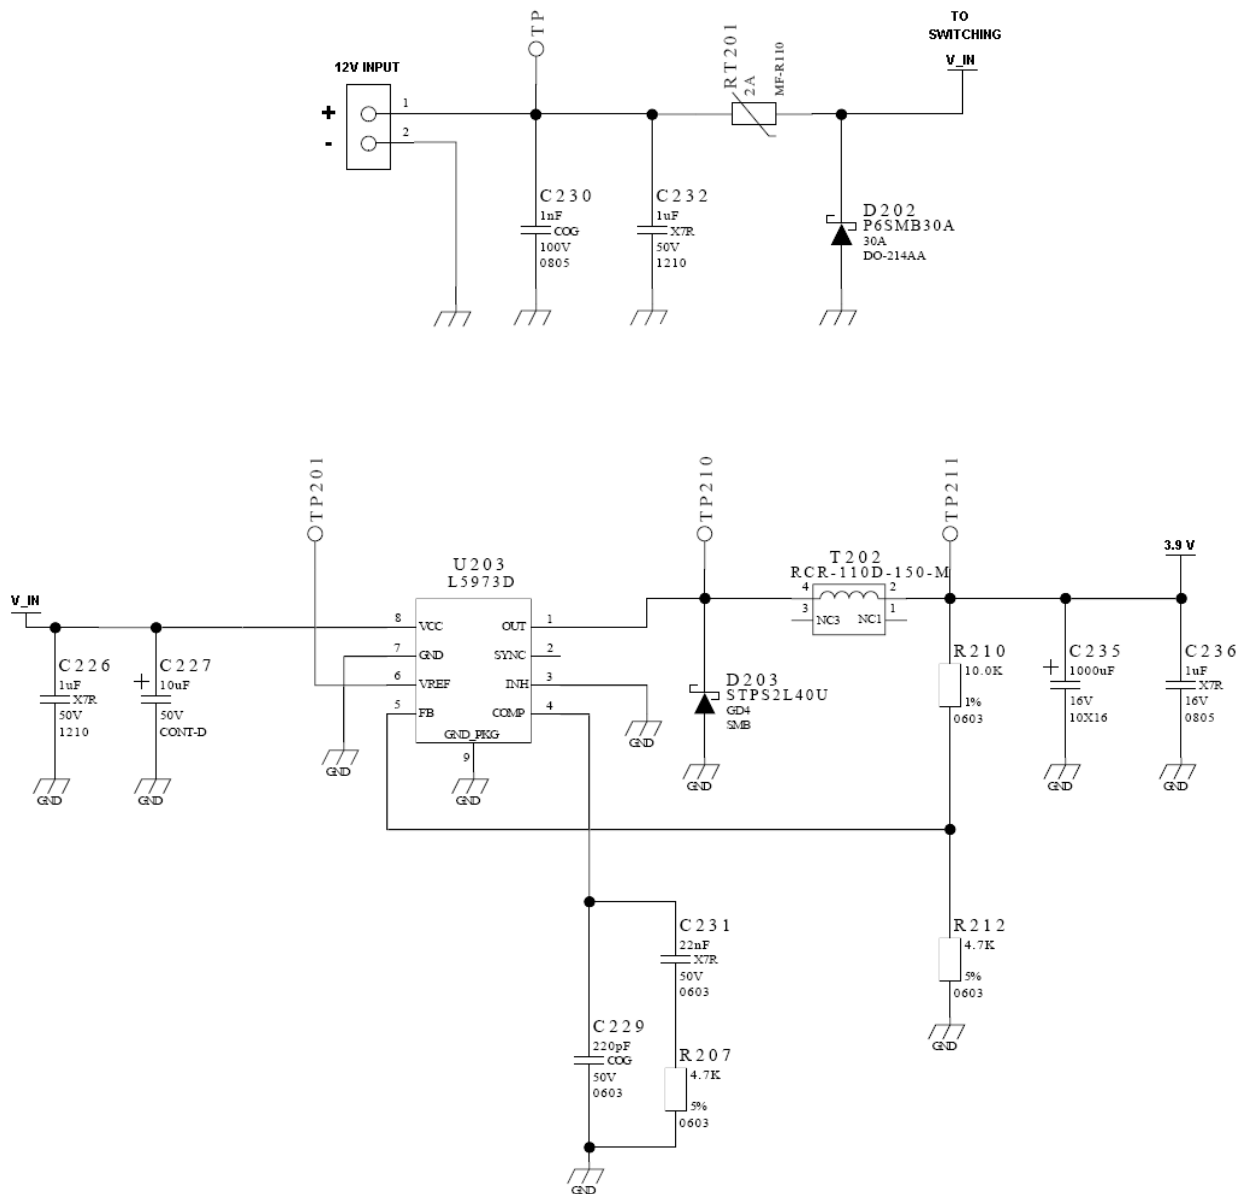 TO
SWITCHING
V_IN
TP
12V INPUT
RT201
2A
MF-R110
+
1
-
2
C230
1nF
COG
100V
0805
C232
1uF
X7R
50V
1210
D202
P6SMB30A
30A
DO-214AA
TP201
TP210
TP211
U203
L5973D
T202
RCR-110D-150-M
3.9 V
V_IN
4
2
3
NC3
NC1
1
8
VCC
OUT
1
7
GND
SYNC
2
6
VREF
INH
3
5
FB
COMP
4
GND_PKG
9
C226
1uF
X7R
50V
1210
C227
10uF
50V
CONT-D
D203
STPS2L40U
GD4
SMB
R210
10.0K
1%
0603
C235
1000uF
16V
10X16
C236
1uF
X7R
16V
0805
GND
GND
GND
GND
GND
GND
GND
GND
C231
22nF
X7R
50V
0603
R212
4.7K
5%
0603
GND
C229
220pF
COG
50V
0603
R207
4.7K
5%
0603
GND